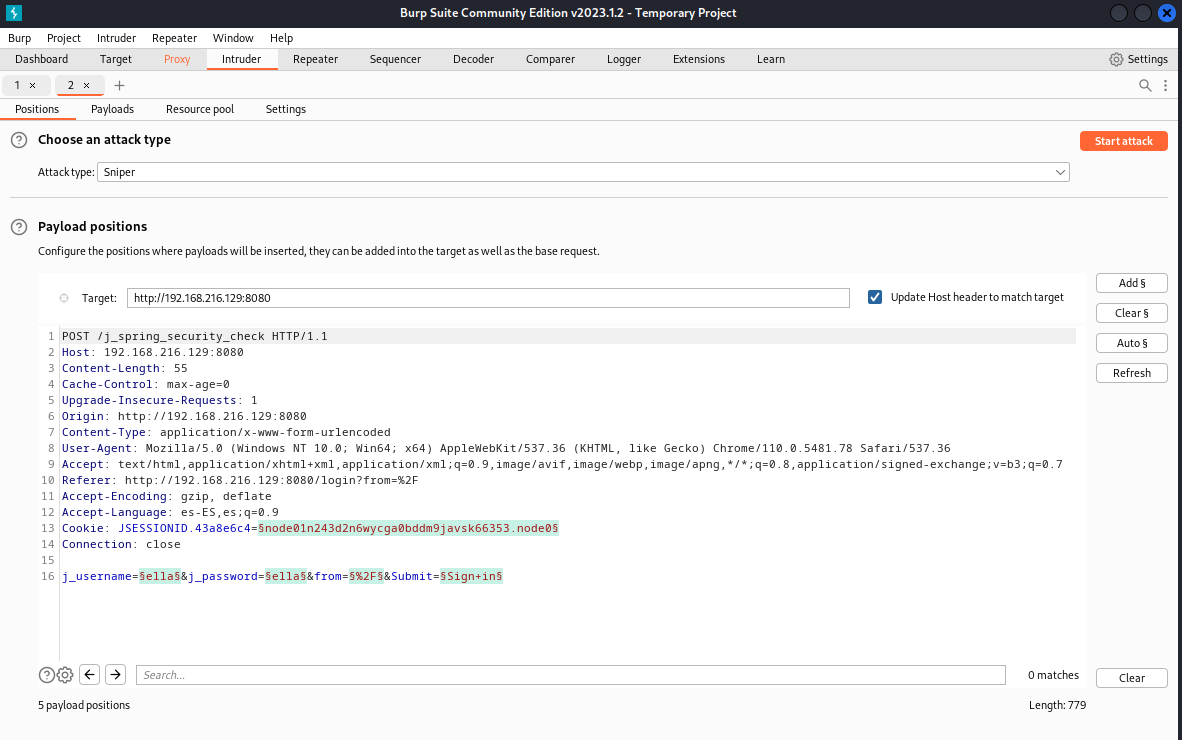 Burp Suite Community Edition v2023.1.2 - Temporary Project
Burp Project Intruder Repeater Window Help
Dashboard Target Proxy Intruder Repeater Sequencer Decoder Comparer Logger Extensions Learn Settings
1 × 2 × +
Positions Payloads Resource pool Settings
? Choose an attack type
Start attack
Attack type: Sniper
? Payload positions
Configure the positions where payloads will be inserted, they can be added into the target as well as the base request.
Target: http://192.168.216.129:8080 Update Host header to match target
Add §
Clear §
Auto §
Refresh
1 POST /j_spring_security_check HTTP/1.1
2 Host: 192.168.216.129:8080
3 Content-Length: 55
4 Cache-Control: max-age=0
5 Upgrade-Insecure-Requests: 1
6 Origin: http://192.168.216.129:8080
7 Content-Type: application/x-www-form-urlencoded
8 User-Agent: Mozilla/5.0 (Windows NT 10.0; Win64; x64) AppleWebKit/537.36 (KHTML, like Gecko) Chrome/110.0.5481.78 Safari/537.36
9 Accept: text/html,application/xhtml+xml,application/xml;q=0.9,image/avif,image/webp,image/apng,*/*;q=0.8,application/signed-exchange;v=b3;q=0.7
10 Referer: http://192.168.216.129:8080/login?from=%2F
11 Accept-Encoding: gzip, deflate
12 Accept-Language: es-ES,es;q=0.9
13 Cookie: JSESSIONID.43a8e6c4=§node01n243d2n6wycga0bddm9javsk66353.node0§
14 Connection: close
15
16 j_username=§ella§&j_password=§ella§&from=§%2F§&Submit=§Sign+in§
? Search... 0 matches
Clear
5 payload positions Length: 779